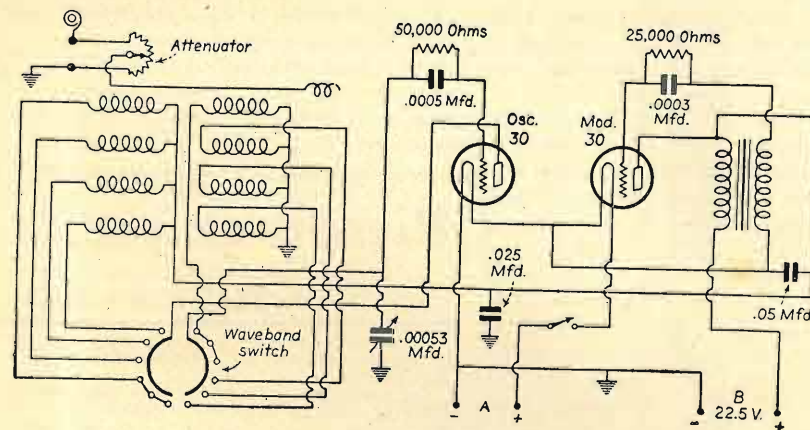 50,000 Ohms
25,000 Ohms
Attenuator
.0005 Mfd.
.0003
Mfd.
Osc.
30
Mod.
30
.025
Mfd.
.05 Mfd
Waveband
switch
.00053
Mfd.
- A +
B
22.5 V.
- +